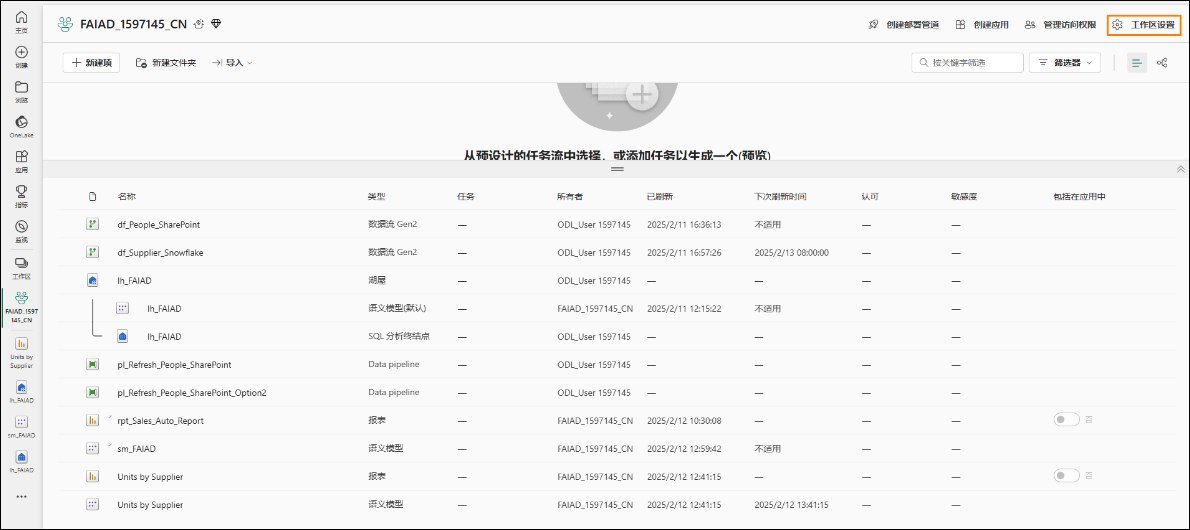 FAIAD_1597145_CN
创建部署管道
创建应用
管理访问权限
工作区设置
新建项
新建文件夹
导入
按关键字筛选
筛选器
从预设计的任务流中选择，或添加任务以生成一个(预览)
名称 类型 任务 所有者 已刷新 下次刷新时间 认可 敏感度 包括在应用中
df_People_SharePoint 数据流 Gen2 — ODL_User 1597145 2025/2/11 16:36:13 不适用 — —
df_Supplier_Snowflake 数据流 Gen2 — ODL_User 1597145 2025/2/11 16:57:26 2025/2/13 08:00:00 — —
lh_FAIAD 湖屋 — ODL_User 1597145 — — — —
lh_FAIAD 语义模型(默认) — FAIAD_1597145_CN 2025/2/11 12:15:22 不适用 — —
lh_FAIAD SQL 分析终结点 — ODL_User 1597145 — — — —
pl_Refresh_People_SharePoint Data pipeline — ODL_User 1597145 — — — —
pl_Refresh_People_SharePoint_Option2 Data pipeline — ODL_User 1597145 — — — —
rpt_Sales_Auto_Report 报表 — FAIAD_1597145_CN 2025/2/12 10:30:08 — — — 否
sm_FAIAD 语义模型 — FAIAD_1597145_CN 2025/2/12 12:59:42 不适用 — —
Units by Supplier 报表 — FAIAD_1597145_CN 2025/2/12 12:41:15 — — — 否
Units by Supplier 语义模型 — FAIAD_1597145_CN 2025/2/12 12:41:15 2025/2/12 13:41:15 — —
主页
创建
浏览
OneLake
应用
指标
监视
工作区
FAIAD_1597
145_CN
Units by
Supplier
lh_FAIAD
sm_FAIAD
lh_FAIAD